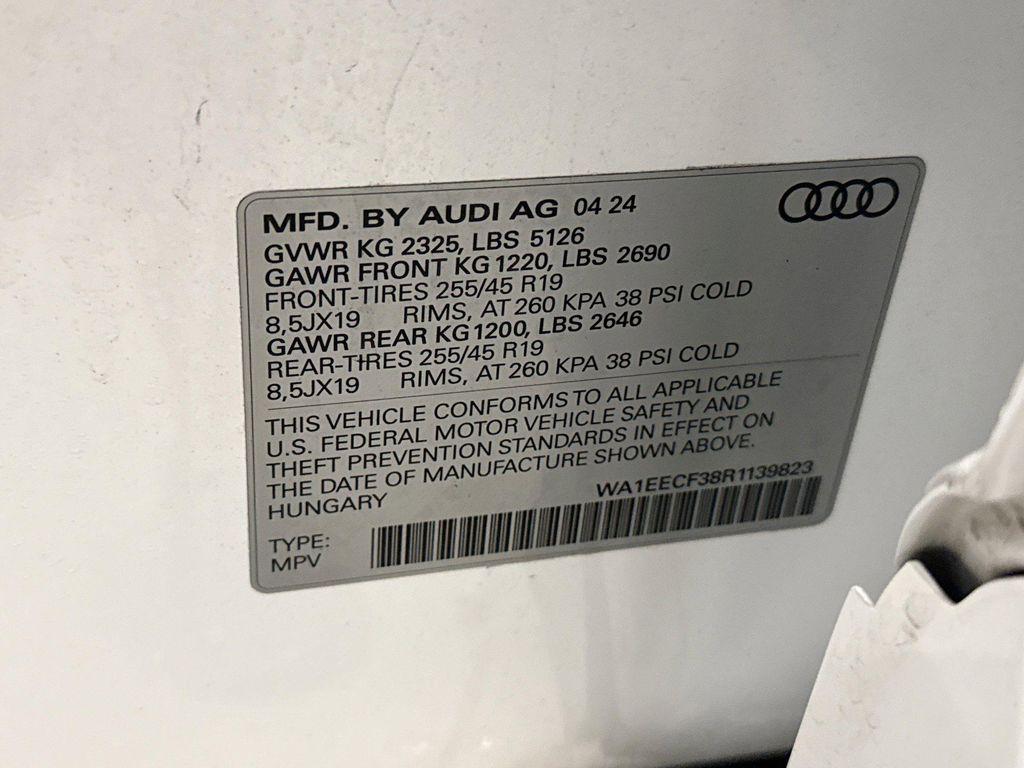 MFD. BY AUDI AG 04 24
GVWR KG 2325, LBS 5126
GAWR FRONT KG 1220, LBS 2690
FRONT-TIRES 255/45 R19
8,5JX19 RIMS, AT 260 KPA 38 PSI COLD
GAWR REAR KG 1200, LBS 2646
REAR-TIRES 255/45 R19
8,5JX19 RIMS, AT 260 KPA 38 PSI COLD
THIS VEHICLE CONFORMS TO ALL APPLICABLE
U.S. FEDERAL MOTOR VEHICLE SAFETY AND
THEFT PREVENTION STANDARDS IN EFFECT ON
THE DATE OF MANUFACTURE SHOWN ABOVE.
HUNGARY WA1EECF38R1139823
TYPE:
MPV